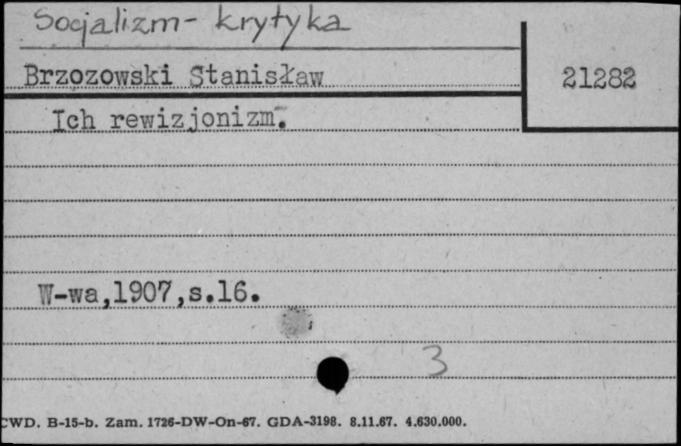 Socjalizm - krytyka
Brzozowski Stanisław
21282
Ich rewizjonizm.
W-wa,1907,s.16.
3
CWD. B-15-b. Zam. 1726-DW-On-67. GDA-3198. 8.11.67. 4.630.000.